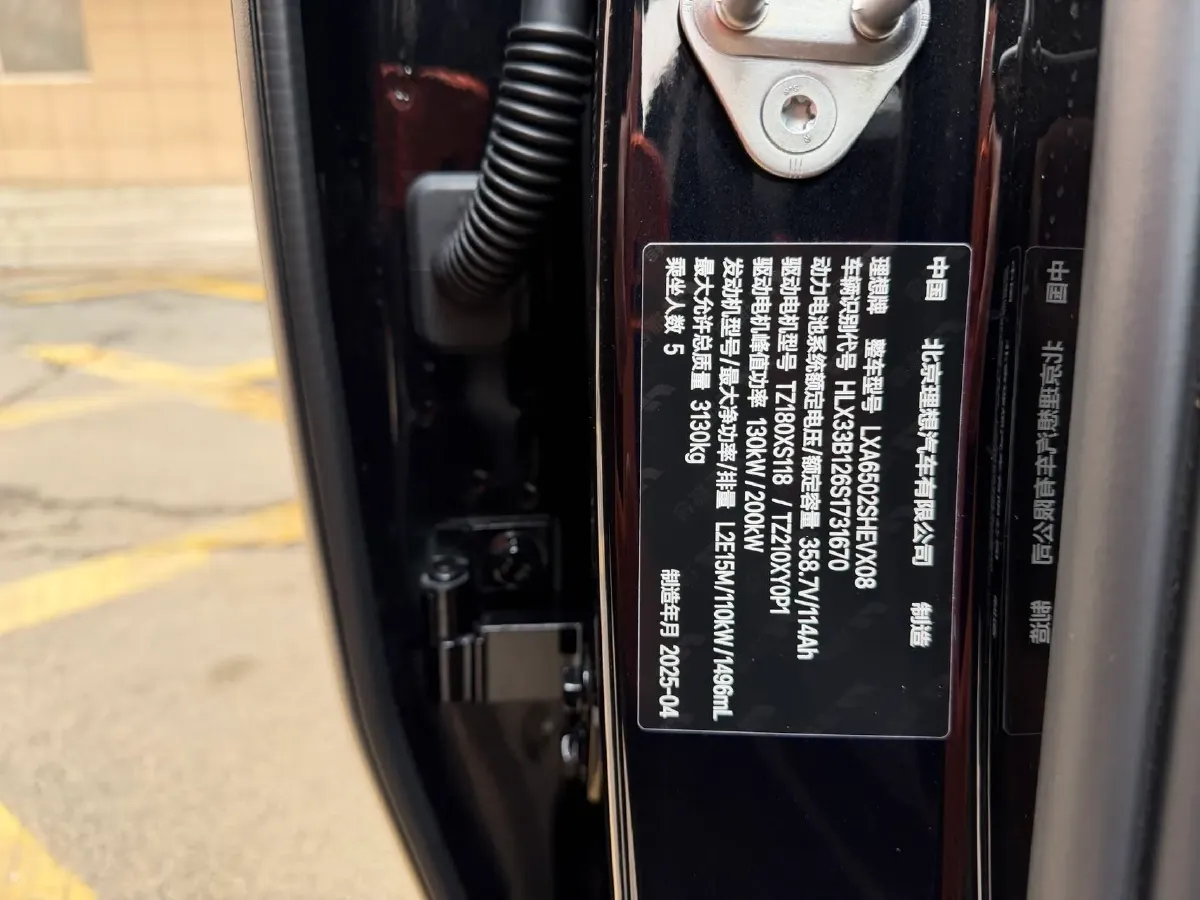 中国 北京理想汽车有限公司 制造
理想牌 整车型号 LXA6502SHEVX08
车辆识别代号 HLX33B126S1731670
动力电池系统额定电压/额定容量 358.7V/114Ah
驱动电机型号 TZ180XS118 / TZ210XY0P1
驱动电机峰值功率 130kW / 200kW
发动机型号/最大净功率/排量 L2E15M/110kW/1496mL
最大允许总质量 3130kg
乘坐人数 5 制造年月 2025-04